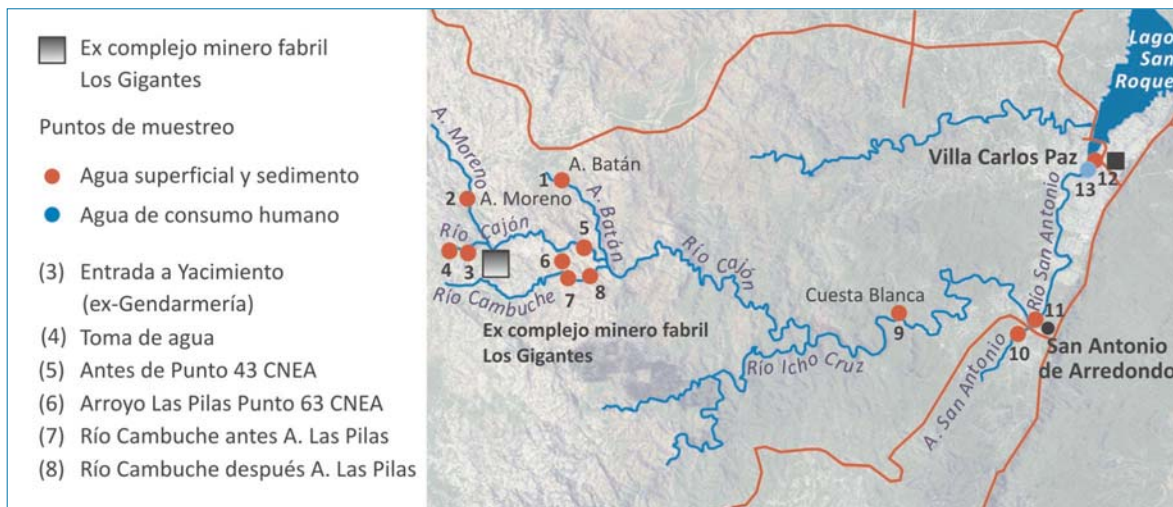 Ex complejo minero fabril
Los Gigantes
Puntos de muestreo
Agua superficial y sedimento
Agua de consumo humano
(3) Entrada a Yacimiento
(ex-Gendarmería)
(4) Toma de agua
(5) Antes de Punto 43 CNEA
(6) Arroyo Las Pilas Punto 63 CNEA
(7) Río Cambuche antes A. Las Pilas
(8) Río Cambuche después A. Las Pilas
Lago
San
Roque
A. Moreno
A. Batán
1
Villa Carlos Paz
12
13
2
A. Moreno
A. Batán
Río Cajón
5
4
3
6
7
8
Río Cambuche
Río Cajón
Ex complejo minero fabril
Los Gigantes
Cuesta Blanca
9
Río Icho Cruz
Río San Antonio
11
10
A. San Antonio
San Antonio
de Arredondo